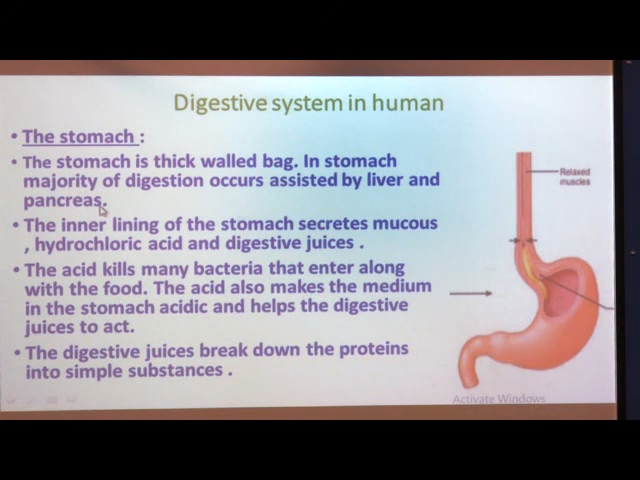 Digestive system in human
• The stomach :
• The stomach is thick walled bag. In stomach
majority of digestion occurs assisted by liver and
pancreas.
• The inner lining of the stomach secretes mucous
, hydrochloric acid and digestive juices .
• The acid kills many bacteria that enter along
with the food. The acid also makes the medium
in the stomach acidic and helps the digestive
juices to act.
• The digestive juices break down the proteins
into simple substances .
Relaxed
muscles
Activate Windows